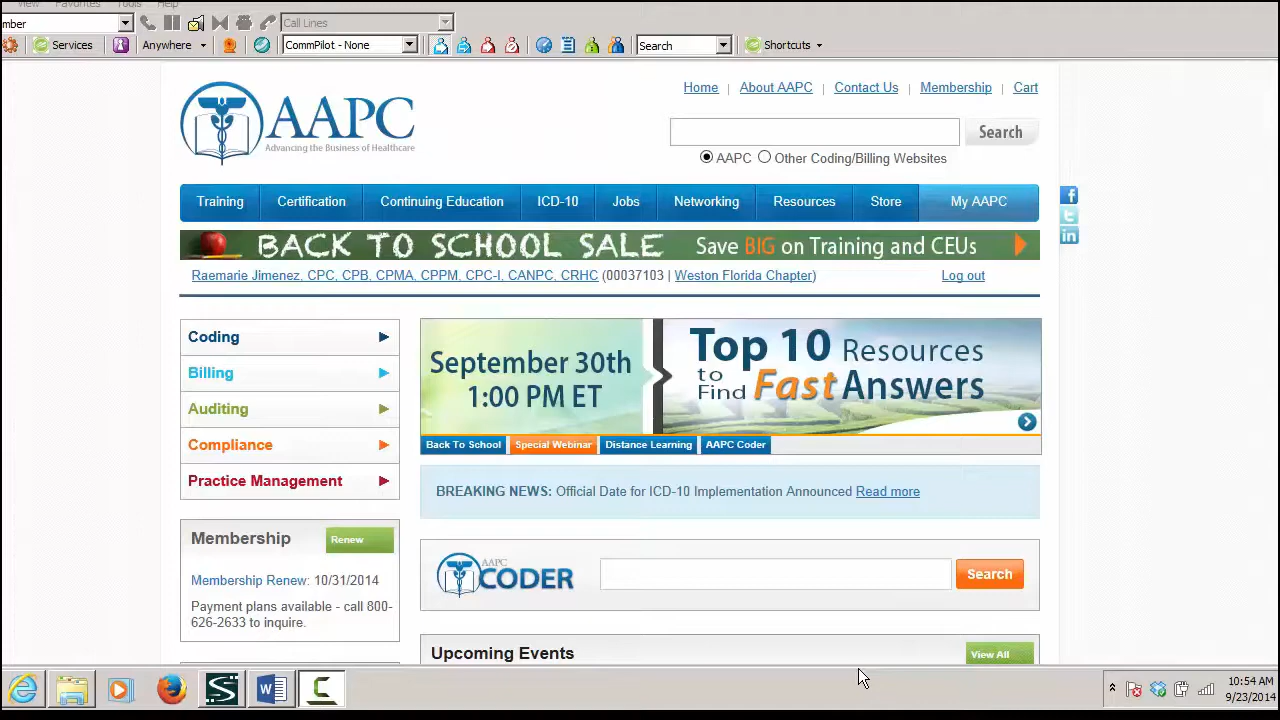 View Favorites Tools Help
mber
Call Lines
Services
Anywhere
CommPilot - None
Search
Shortcuts
AAPC
Advancing the Business of Healthcare
Home | About AAPC | Contact Us | Membership | Cart
Search
AAPC Other Coding/Billing Websites
Training
Certification
Continuing Education
ICD-10
Jobs
Networking
Resources
Store
My AAPC
BACK TO SCHOOL SALE Save BIG on Training and CEUs
Raemarie Jimenez, CPC, CPB, CPMA, CPPM, CPC-I, CANPC, CRHC (00037103 | Weston Florida Chapter)
Log out
Coding
Billing
Auditing
Compliance
Practice Management
September 30th
1:00 PM ET
Top 10 Resources
to Find Fast Answers
Back To School
Special Webinar
Distance Learning
AAPC Coder
BREAKING NEWS: Official Date for ICD-10 Implementation Announced Read more
Membership
Renew
Membership Renew: 10/31/2014
Payment plans available - call 800-
626-2633 to inquire.
AAPC
CODER
Search
Upcoming Events
View All
10:54 AM
9/23/2014